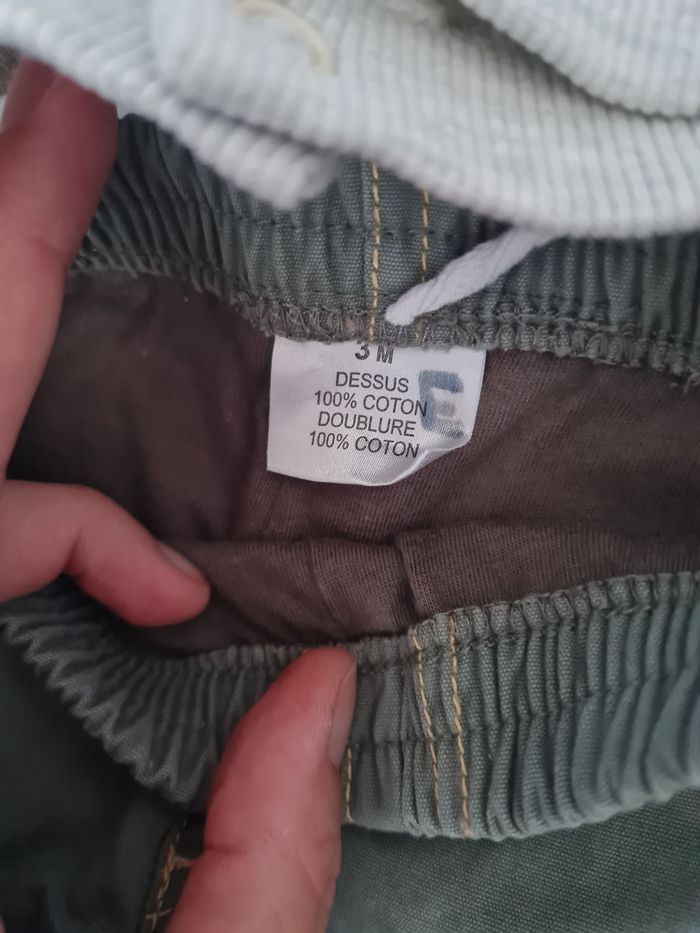 3 M
DESSUS
100% COTON
DOUBLURE
100% COTON
E